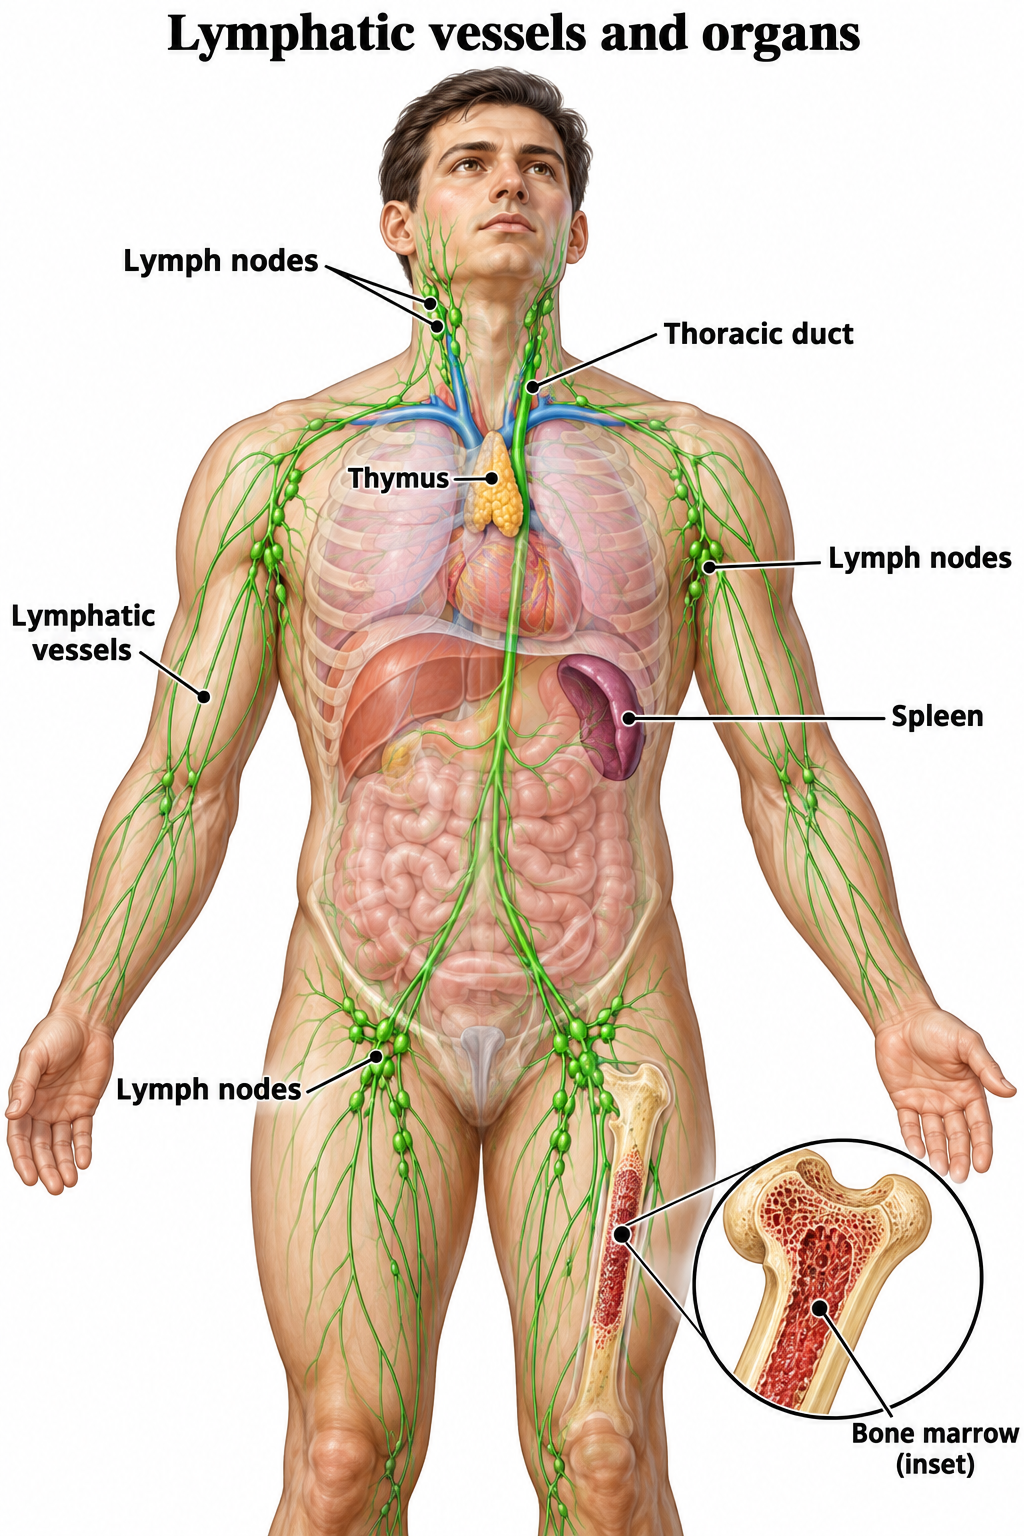 Lymphatic vessels and organs
Lymph nodes
Thoracic duct
Thymus
Lymph nodes
Lymphatic
vessels
Spleen
Lymph nodes
Bone marrow
(inset)